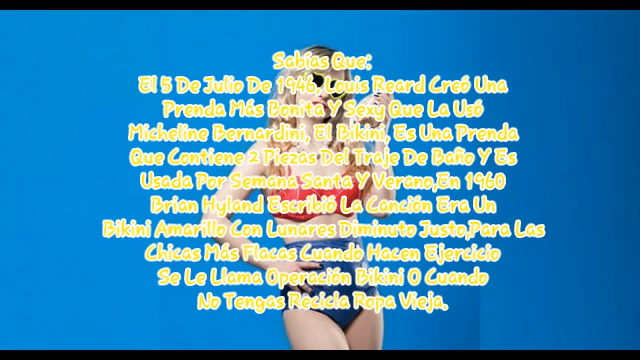 Sabías Que:
El 5 De Julio De 1946, Louis Reard Creó Una
Prenda Más Bonita Y Sexy Que La Usó
Micheline Bernardini, El Bikini, Es Una Prenda
Que Contiene 2 Piezas Del Traje De Baño Y Es
Usada Por Semana Santa Y Verano,En 1960
Brian Hyland Escribió La Canción Era Un
Bikini Amarillo Con Lunares Diminuto Justo,Para Las
Chicas Más Flacas Cuando Hacen Ejercicio
Se Le Llama Operación Bikini O Cuando
No Tengas Recicla Ropa Vieja.